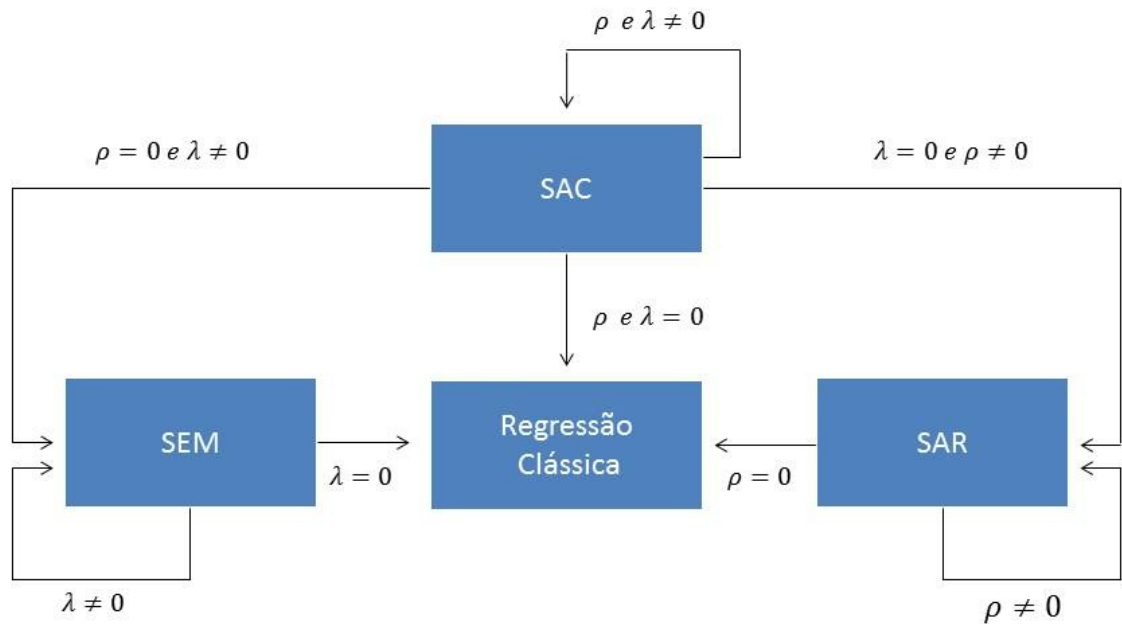 ρ e λ ≠ 0
ρ = 0 e λ ≠ 0
λ = 0 e ρ ≠ 0
SAC
ρ e λ = 0
SEM
Regressão
Clássica
SAR
λ = 0
ρ = 0
λ ≠ 0
ρ ≠ 0